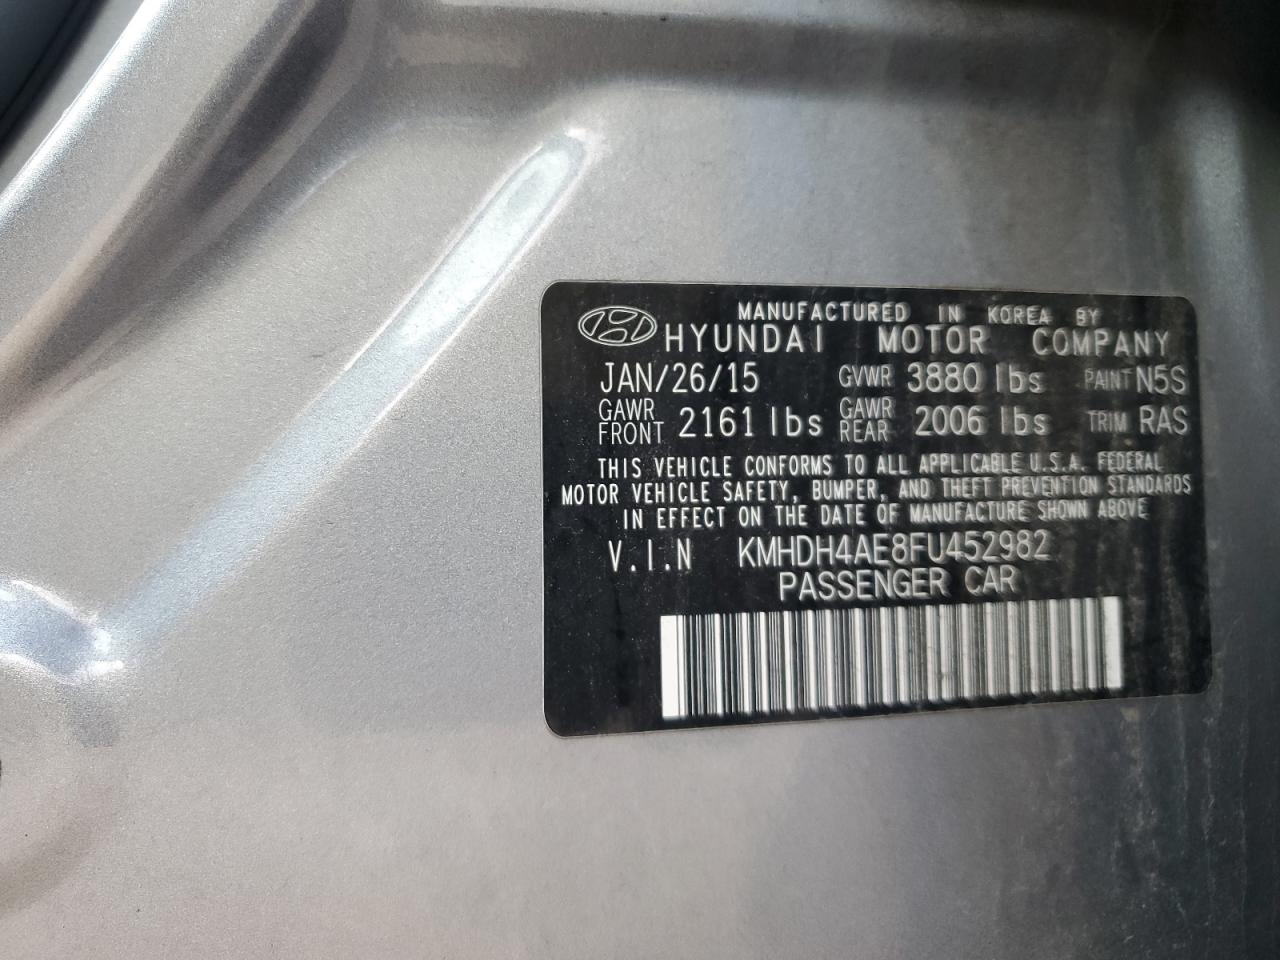 MANUFACTURED IN KOREA BY
HYUNDAI MOTOR COMPANY
JAN/26/15 GVWR 3880 lbs PAINT N5S
GAWR FRONT 2161 lbs GAWR REAR 2006 lbs TRIM RAS
THIS VEHICLE CONFORMS TO ALL APPLICABLE U.S.A. FEDERAL
MOTOR VEHICLE SAFETY, BUMPER, AND THEFT PREVENTION STANDARDS
IN EFFECT ON THE DATE OF MANUFACTURE SHOWN ABOVE
V.I.N KMHDH4AE8FU452982
PASSENGER CAR